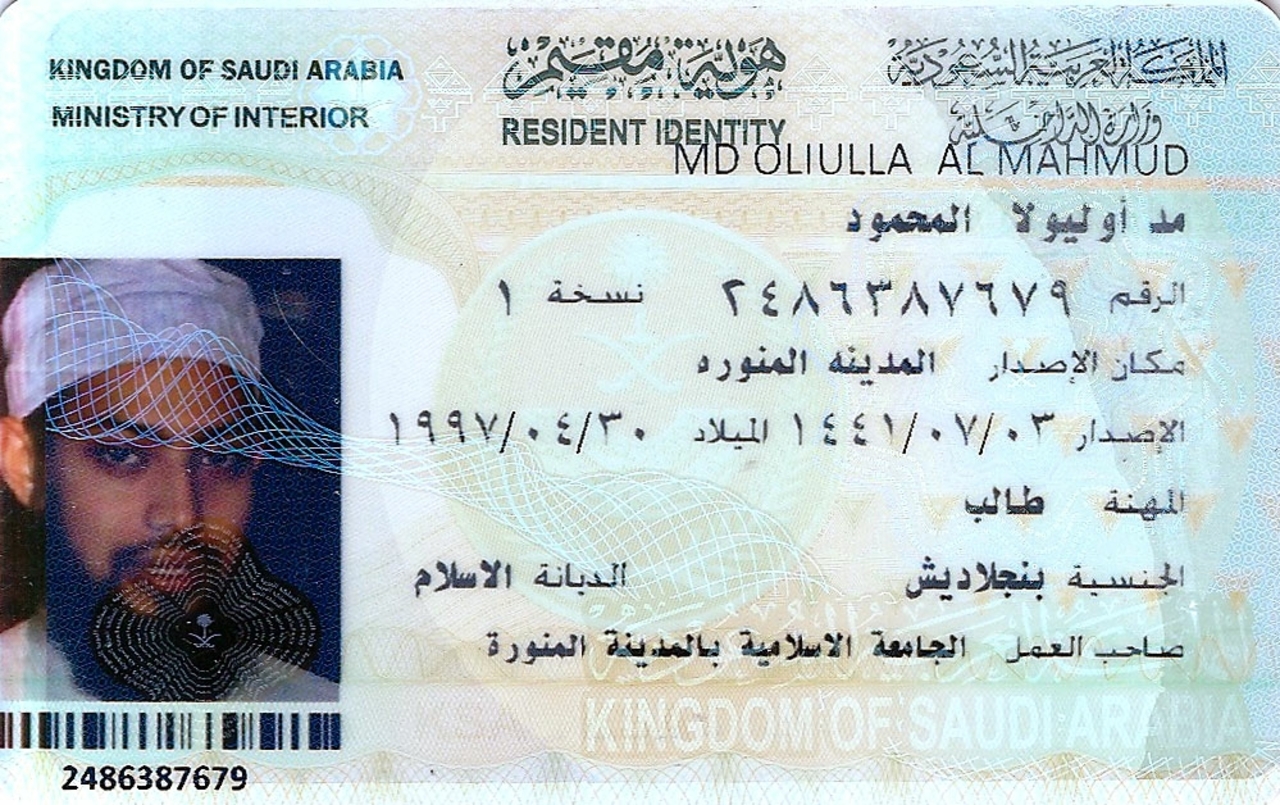 KINGDOM OF SAUDI ARABIA هوية مقيم المملكة العربية السعودية
MINISTRY OF INTERIOR RESIDENT IDENTITY وزارة الداخلية
MD OLIULLA AL MAHMUD
مد أوليولا المحمود
الرقم ٢٤٨٦٣٨٧٦٧٩ نسخة ١
مكان الإصدار المدينه المنوره
الإصدار ١٤٤١/٠٧/٠٣ الميلاد ١٩٩٧/٠٤/٣٠
المهنة طالب
الجنسية بنجلاديش الديانة الاسلام
صاحب العمل الجامعة الاسلامية بالمدينة المنورة
KINGDOM OF SAUDI ARABIA
2486387679